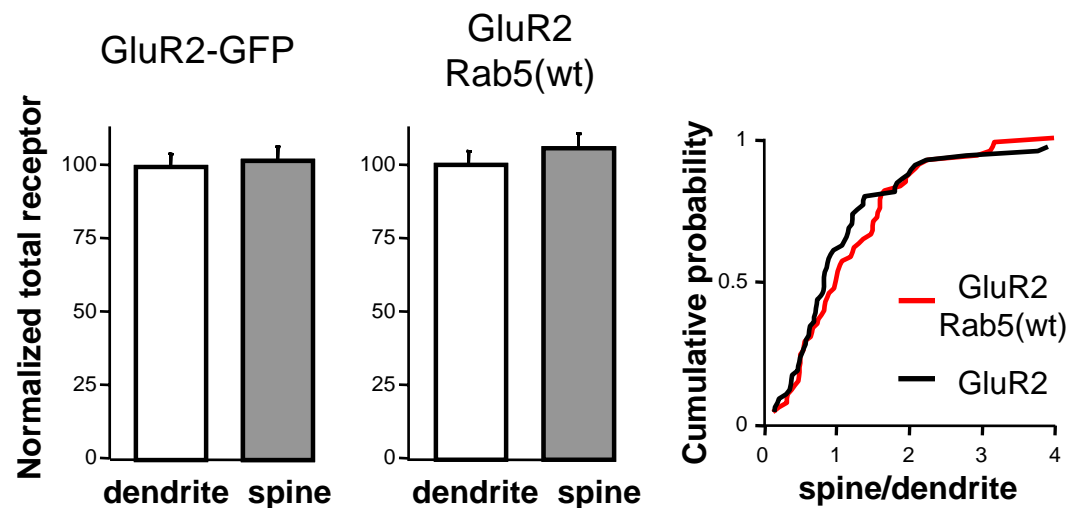 GluR2-GFP
GluR2
Rab5(wt)
Normalized total receptor
100
75
50
25
0
dendrite spine
100
75
50
25
0
dendrite spine
Cumulative probability
1
0.5
0
0 1 2 3 4
spine/dendrite
GluR2
Rab5(wt)
GluR2